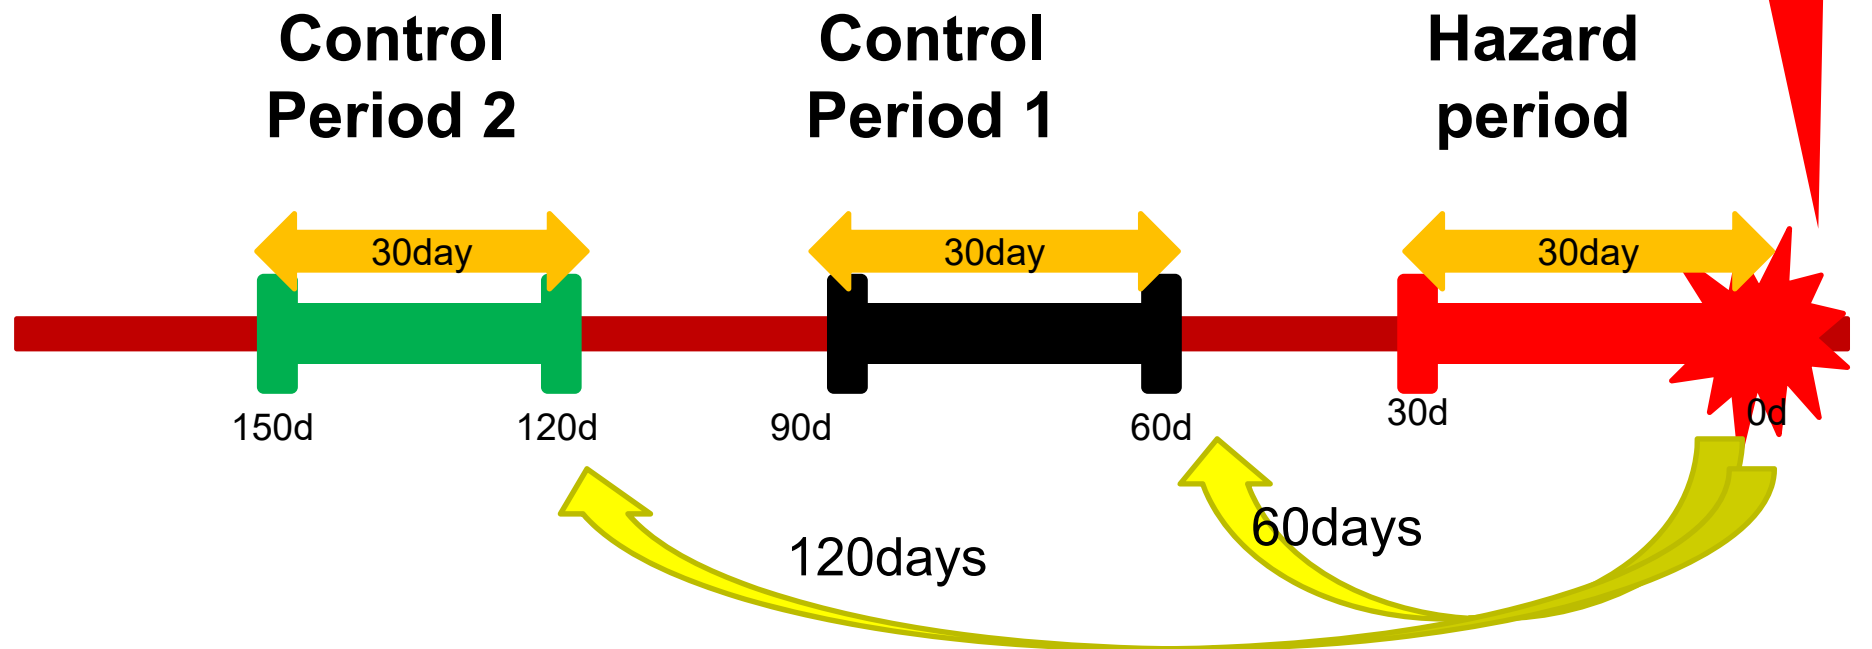 Control
Period 2
Control
Period 1
Hazard
period
30day
30day
30day
150d
120d
90d
60d
30d
0d
120days
60days